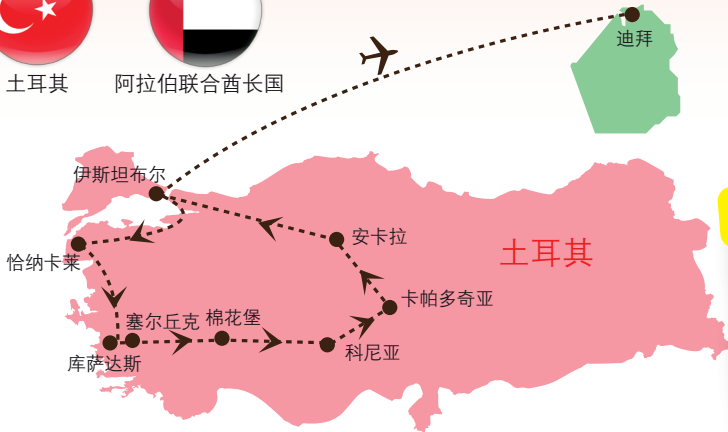 土耳其
阿拉伯联合酋长国
迪拜
伊斯坦布尔
恰纳卡莱
安卡拉
土耳其
卡帕多奇亚
塞尔丘克
棉花堡
库萨达斯
科尼亚